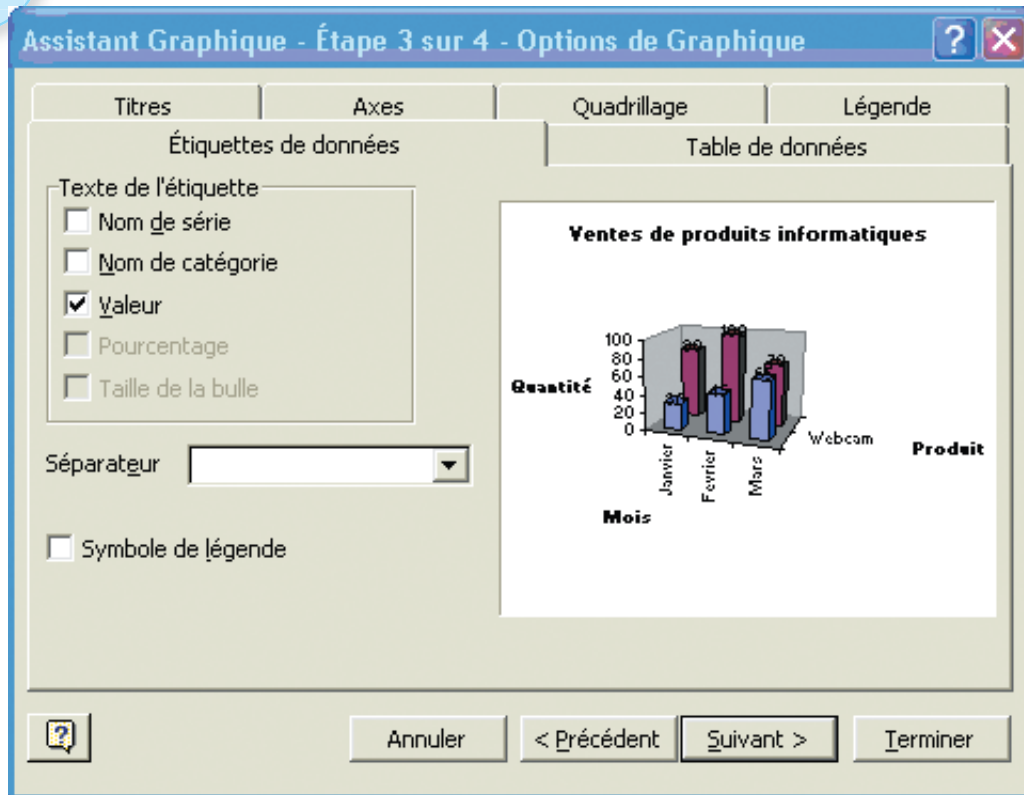 Assistant Graphique - Étape 3 sur 4 - Options de Graphique
Titres Axes Quadrillage Légende
Étiquettes de données Table de données
Texte de l'étiquette
Nom de série
Nom de catégorie
Valeur
Pourcentage
Taille de la bulle
Séparateur
Symbole de légende
Ventes de produits informatiques
100
80
60
40
20
0
Quantité
Janvier
Fevrier
Mars
Webcam
Produit
Mois
Annuler < Précédent Suivant > Terminer